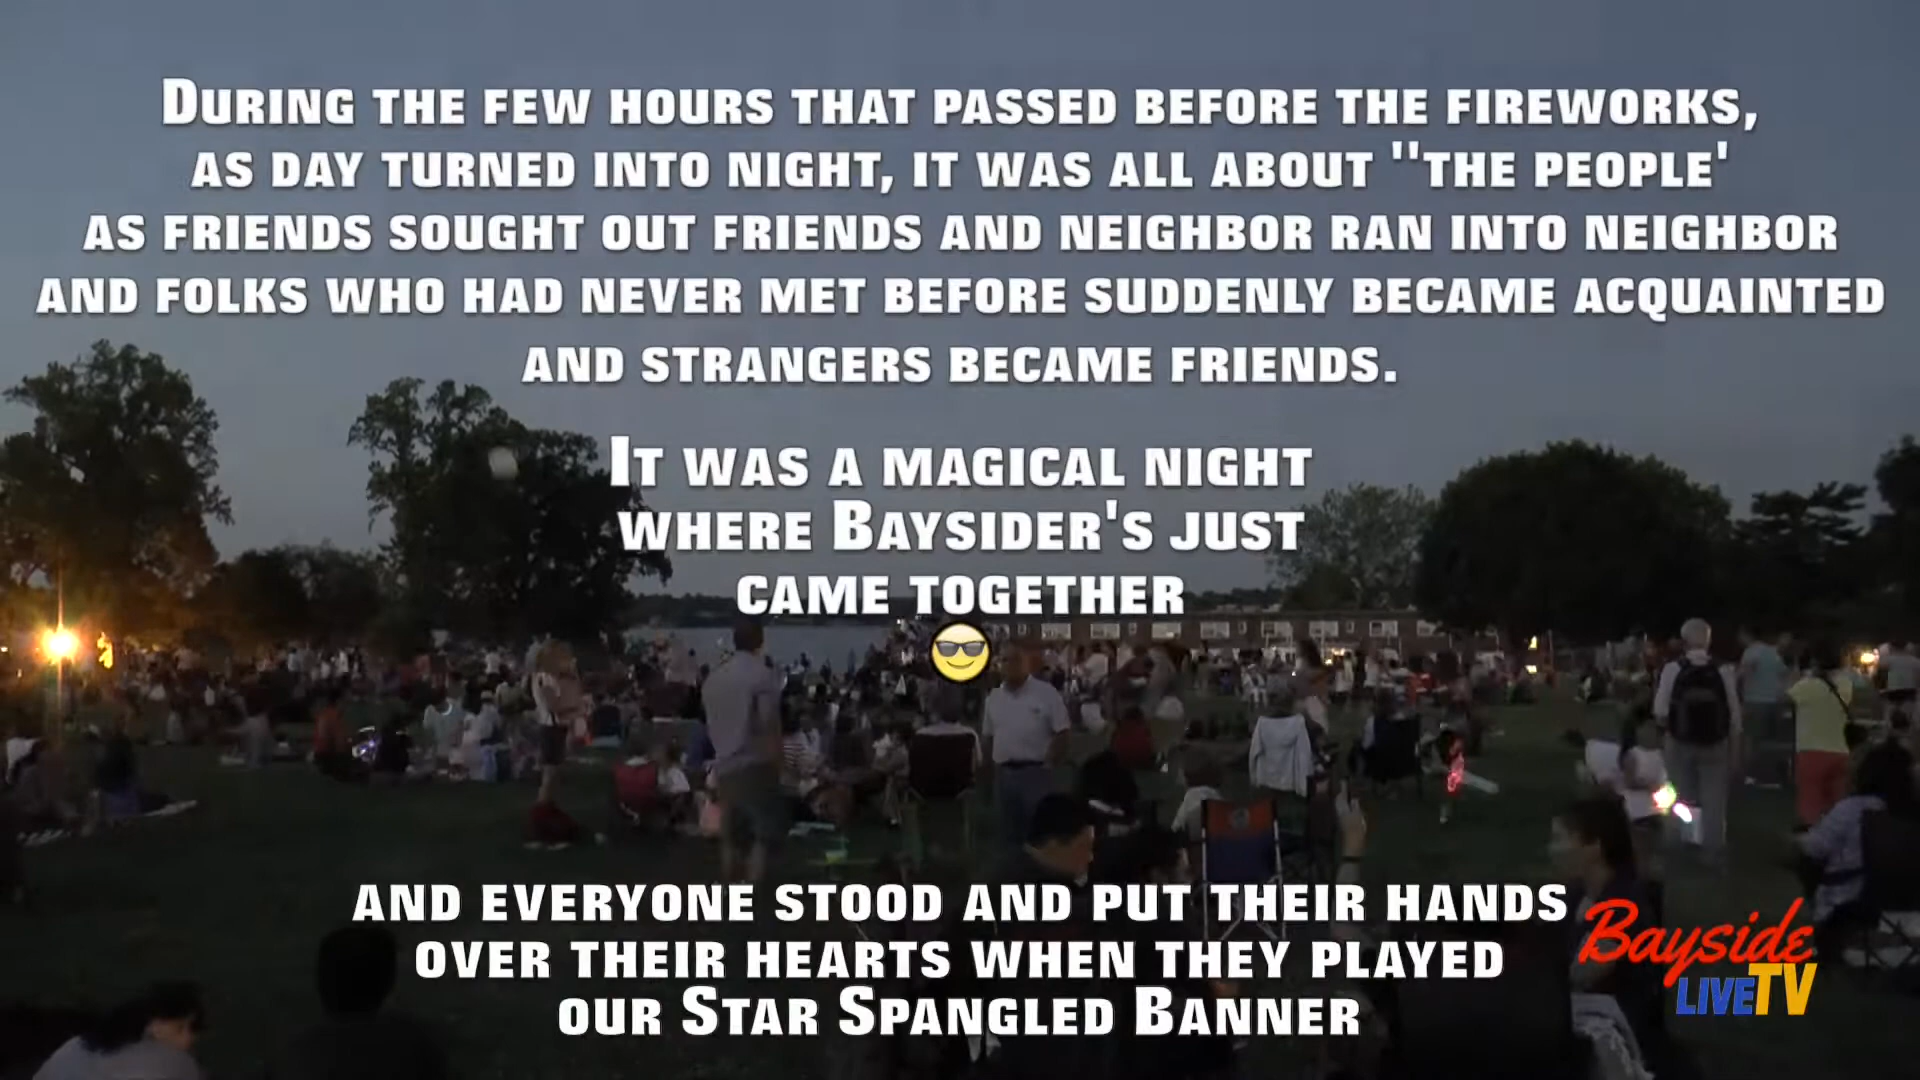 During the few hours that passed before the fireworks,
as day turned into night, it was all about "the people'
as friends sought out friends and neighbor ran into neighbor
and folks who had never met before suddenly became acquainted
and strangers became friends.
It was a magical night
where Baysider's just
came together
and everyone stood and put their hands
over their hearts when they played
our Star Spangled Banner
Bayside
LIVETV